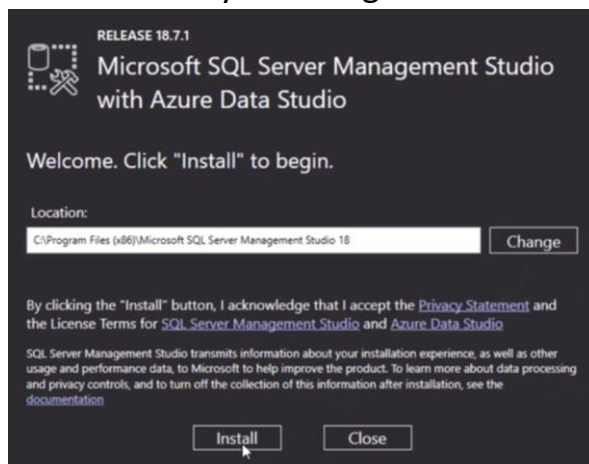 RELEASE 18.7.1
Microsoft SQL Server Management Studio
with Azure Data Studio
Welcome. Click "Install" to begin.
Location:
C:\Program Files (x86)\Microsoft SQL Server Management Studio 18
Change
By clicking the "Install" button, I acknowledge that I accept the Privacy Statement and
the License Terms for SQL Server Management Studio and Azure Data Studio
SQL Server Management Studio transmits information about your installation experience, as well as other
usage and performance data, to Microsoft to help improve the product. To learn more about data processing
and privacy controls, and to turn off the collection of this information after installation, see the
documentation
Install Close